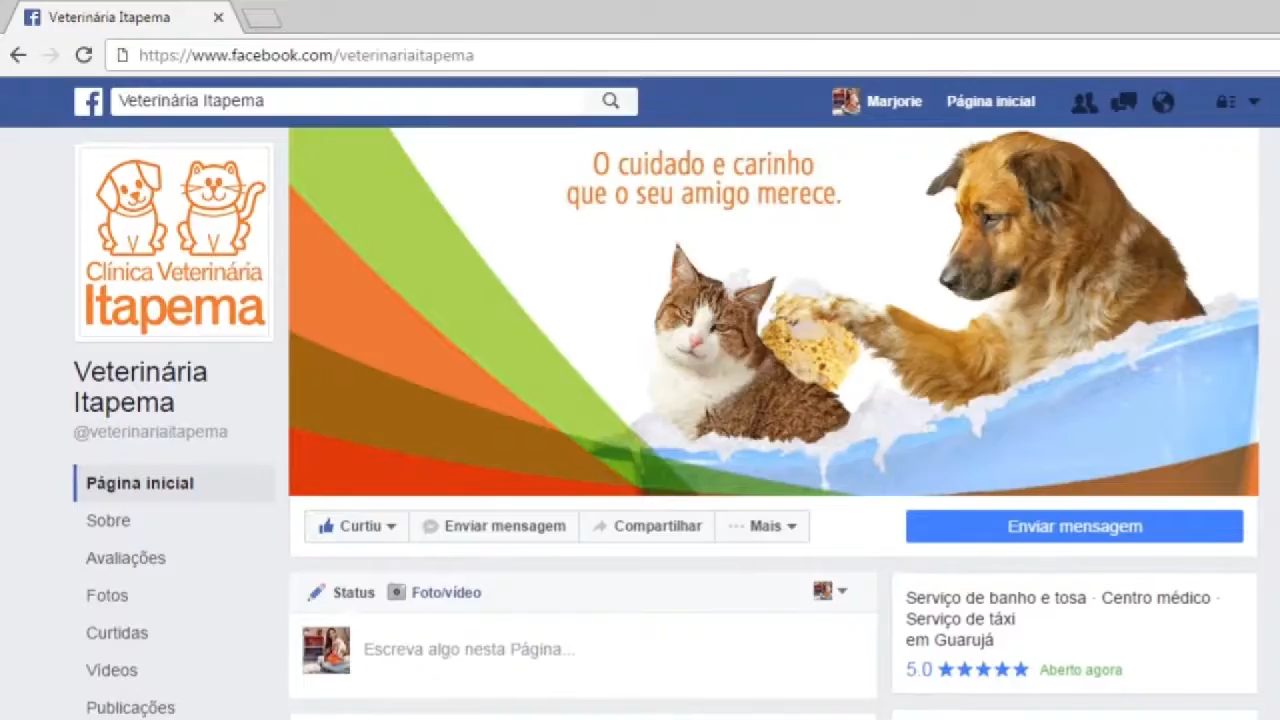 Veterinária Itapema
https://www.facebook.com/veterinariaitapema
Veterinária Itapema
Marjorie
Página inicial
Clínica Veterinária
Itapema
O cuidado e carinho
que o seu amigo merece.
Veterinária
Itapema
@veterinariaitapema
Página inicial
Sobre
Avaliações
Fotos
Curtidas
Vídeos
Publicações
Curtiu
Enviar mensagem
Compartilhar
Mais
Enviar mensagem
Status
Foto/vídeo
Escreva algo nesta Página...
Serviço de banho e tosa · Centro médico ·
Serviço de táxi
em Guarujá
5.0 ★★★★★ Aberto agora